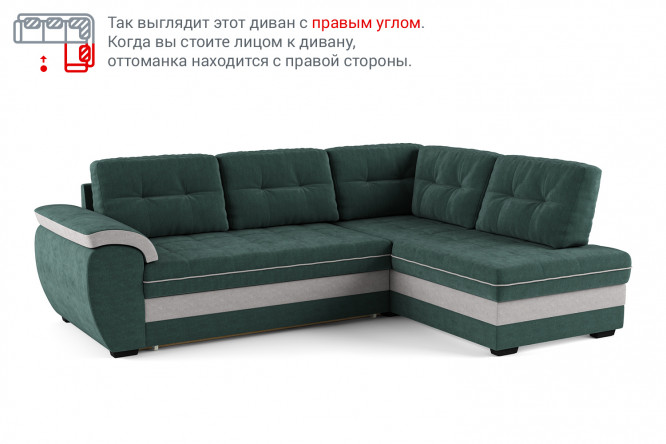 Так выглядит этот диван с правым углом.
Когда вы стоите лицом к дивану,
оттоманка находится с правой стороны.